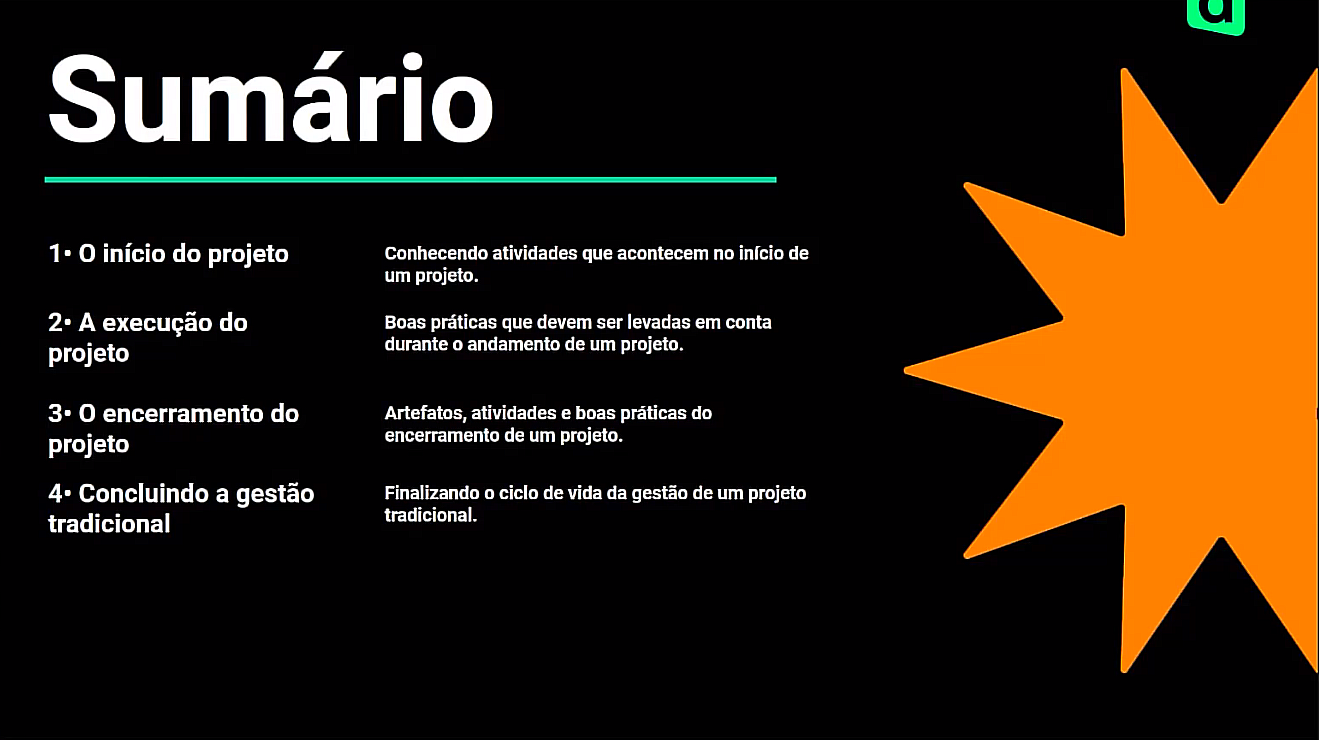 Sumário
1• O início do projeto
Conhecendo atividades que acontecem no início de
um projeto.
2• A execução do
projeto
Boas práticas que devem ser levadas em conta
durante o andamento de um projeto.
3• O encerramento do
projeto
Artefatos, atividades e boas práticas do
encerramento de um projeto.
4• Concluindo a gestão
tradicional
Finalizando o ciclo de vida da gestão de um projeto
tradicional.